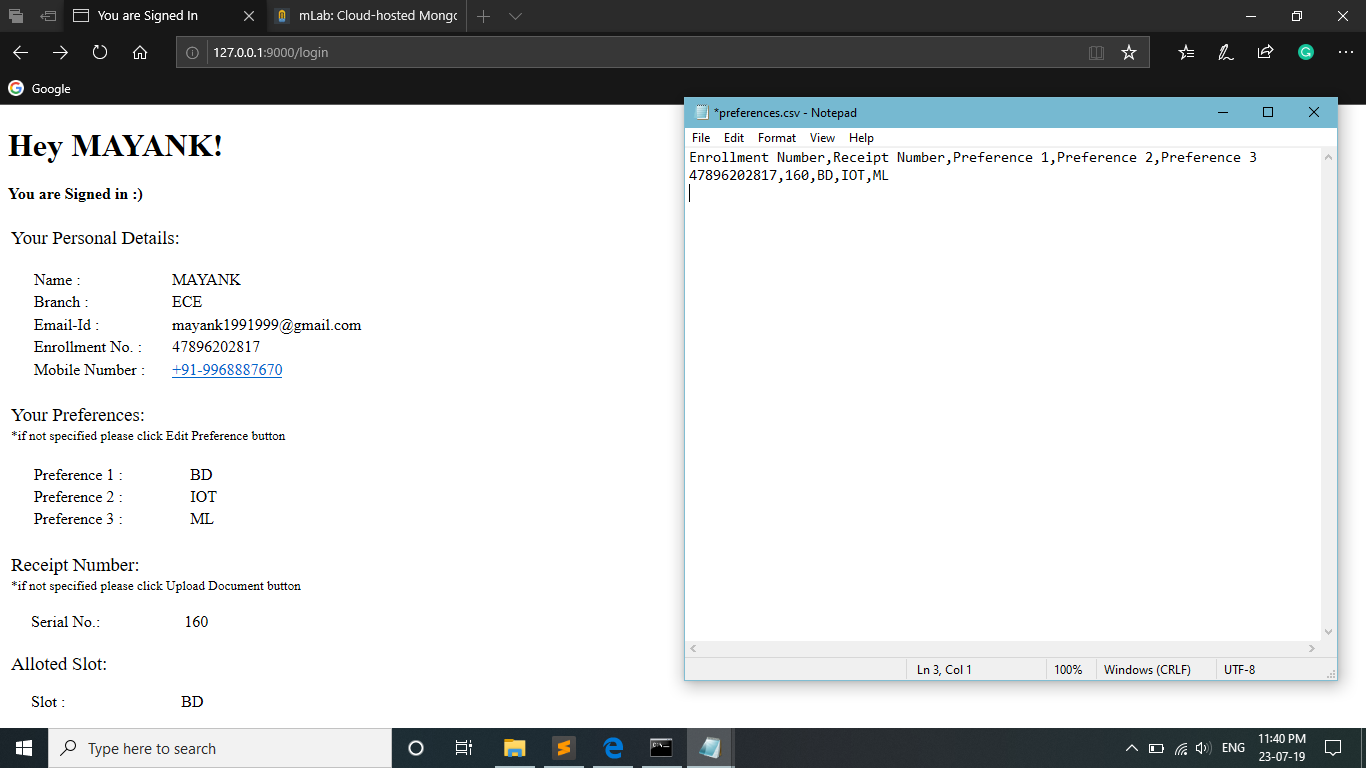 You are Signed In
mLab: Cloud-hosted Mongo
127.0.0.1:9000/login
Google
Hey MAYANK!
You are Signed in :)
Your Personal Details:
Name : MAYANK
Branch : ECE
Email-Id : mayank1991999@gmail.com
Enrollment No. : 47896202817
Mobile Number : +91-9968887670
Your Preferences:
*if not specified please click Edit Preference button
Preference 1 : BD
Preference 2 : IOT
Preference 3 : ML
Receipt Number:
*if not specified please click Upload Document button
Serial No.: 160
Alloted Slot:
Slot : BD
*preferences.csv - Notepad
File Edit Format View Help
Enrollment Number,Receipt Number,Preference 1,Preference 2,Preference 3
47896202817,160,BD,IOT,ML
Ln 3, Col 1 100% Windows (CRLF) UTF-8
Type here to search
ENG
11:40 PM
23-07-19